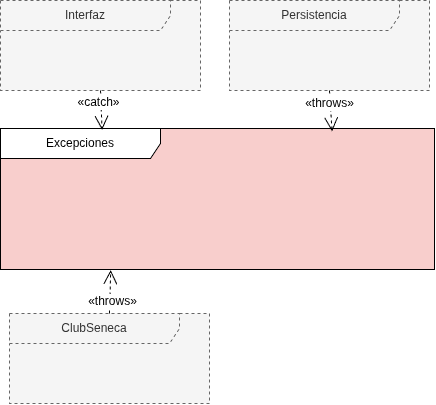 Interfaz
Persistencia
«catch»
«throws»
Excepciones
«throws»
ClubSeneca